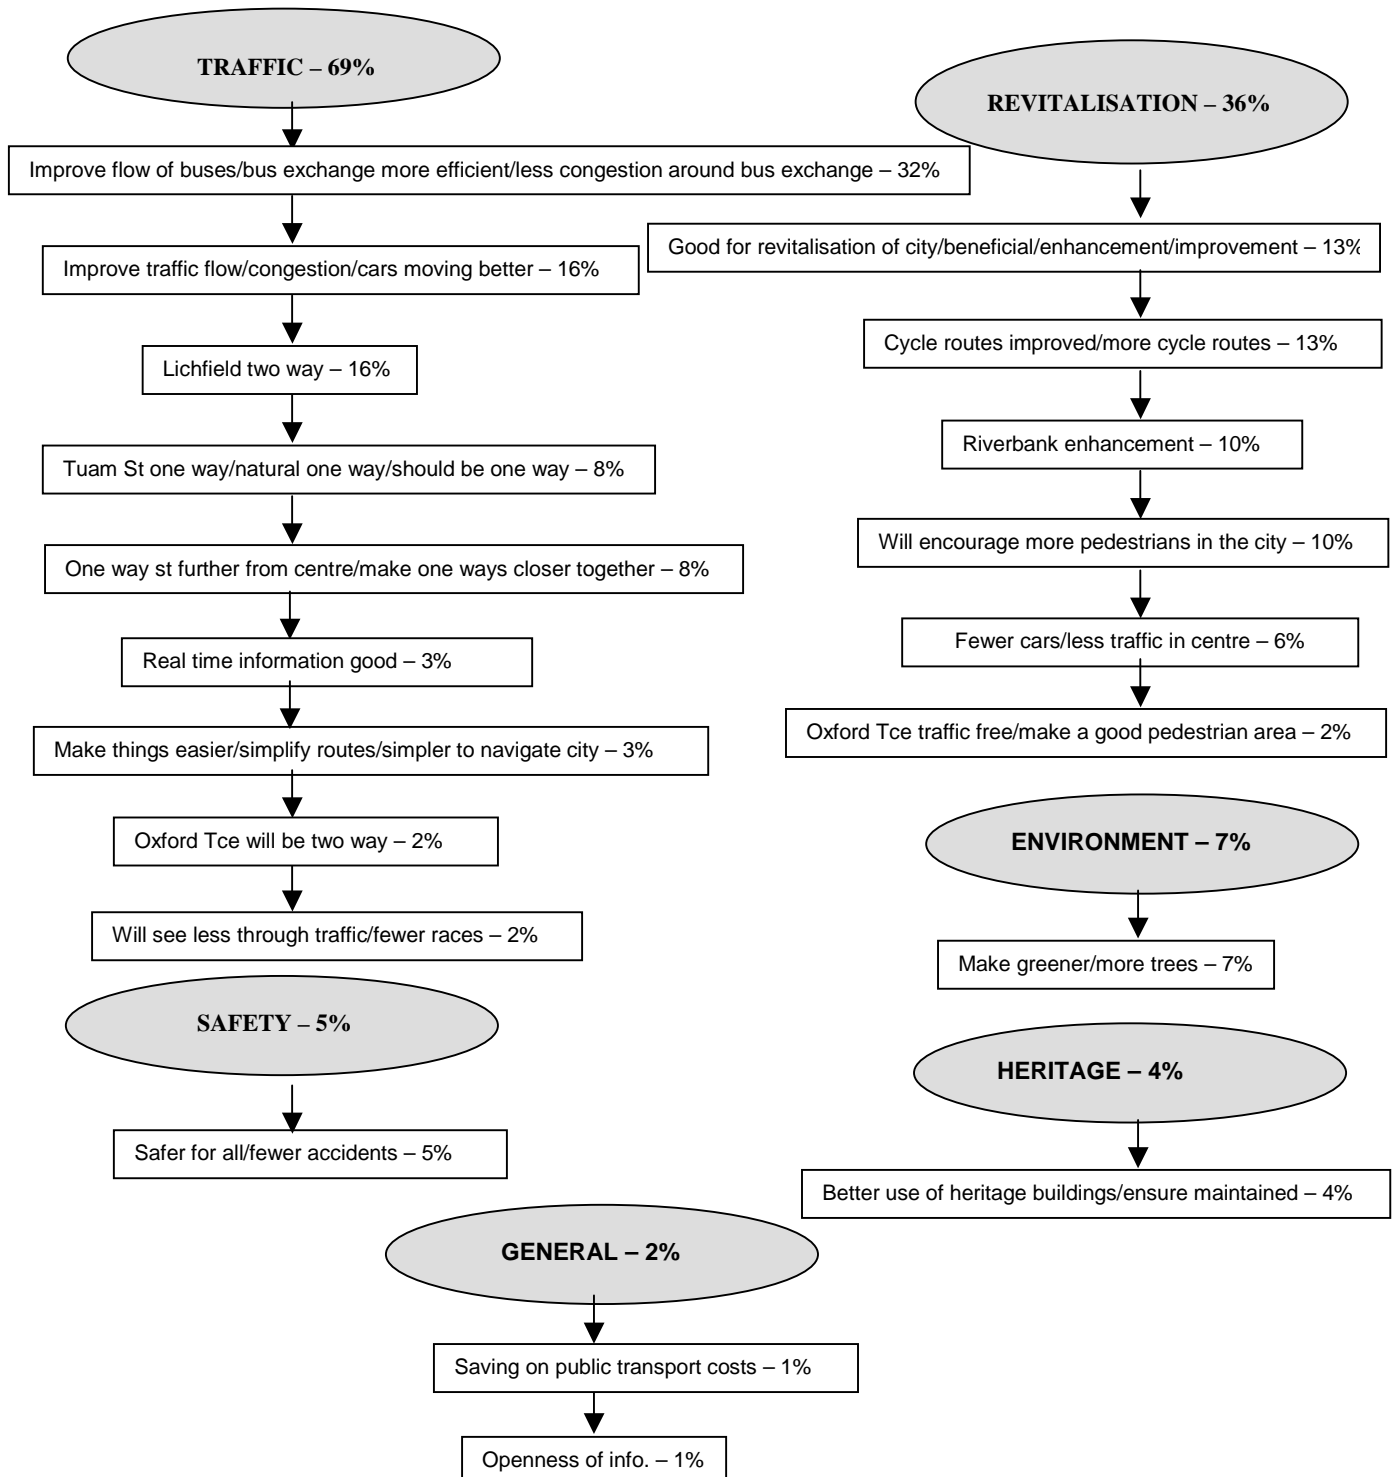 TRAFFIC – 69%
Improve flow of buses/bus exchange more efficient/less congestion around bus exchange – 32%
Improve traffic flow/congestion/cars moving better – 16%
Lichfield two way – 16%
Tuam St one way/natural one way/should be one way – 8%
One way st further from centre/make one ways closer together – 8%
Real time information good – 3%
Make things easier/simplify routes/simpler to navigate city – 3%
Oxford Tce will be two way – 2%
Will see less through traffic/fewer races – 2%
SAFETY – 5%
Safer for all/fewer accidents – 5%
REVITALISATION – 36%
Good for revitalisation of city/beneficial/enhancement/improvement – 13%
Cycle routes improved/more cycle routes – 13%
Riverbank enhancement – 10%
Will encourage more pedestrians in the city – 10%
Fewer cars/less traffic in centre – 6%
Oxford Tce traffic free/make a good pedestrian area – 2%
ENVIRONMENT – 7%
Make greener/more trees – 7%
HERITAGE – 4%
Better use of heritage buildings/ensure maintained – 4%
GENERAL – 2%
Saving on public transport costs – 1%
Openness of info. – 1%